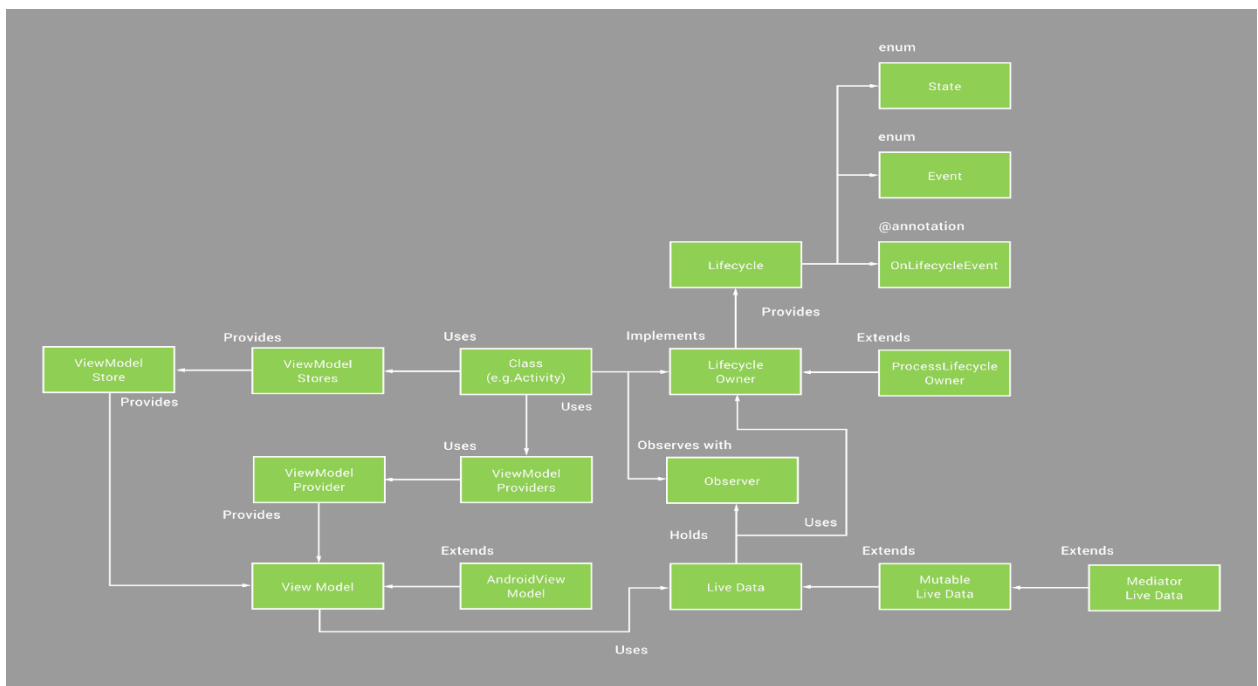 enum
State
enum
Event
@annotation
Lifecycle
OnLifecycleEvent
Provides
Provides
Uses
Implements
Extends
ViewModel
Store
ViewModel
Stores
Class
(e.g.Activity)
Lifecycle
Owner
ProcessLifecycle
Owner
Provides
Uses
Uses
Observes with
ViewModel
Provider
ViewModel
Providers
Observer
Provides
Uses
Holds
Extends
Extends
Extends
View Model
AndroidView
Model
Live Data
Mutable
Live Data
Mediator
Live Data
Uses